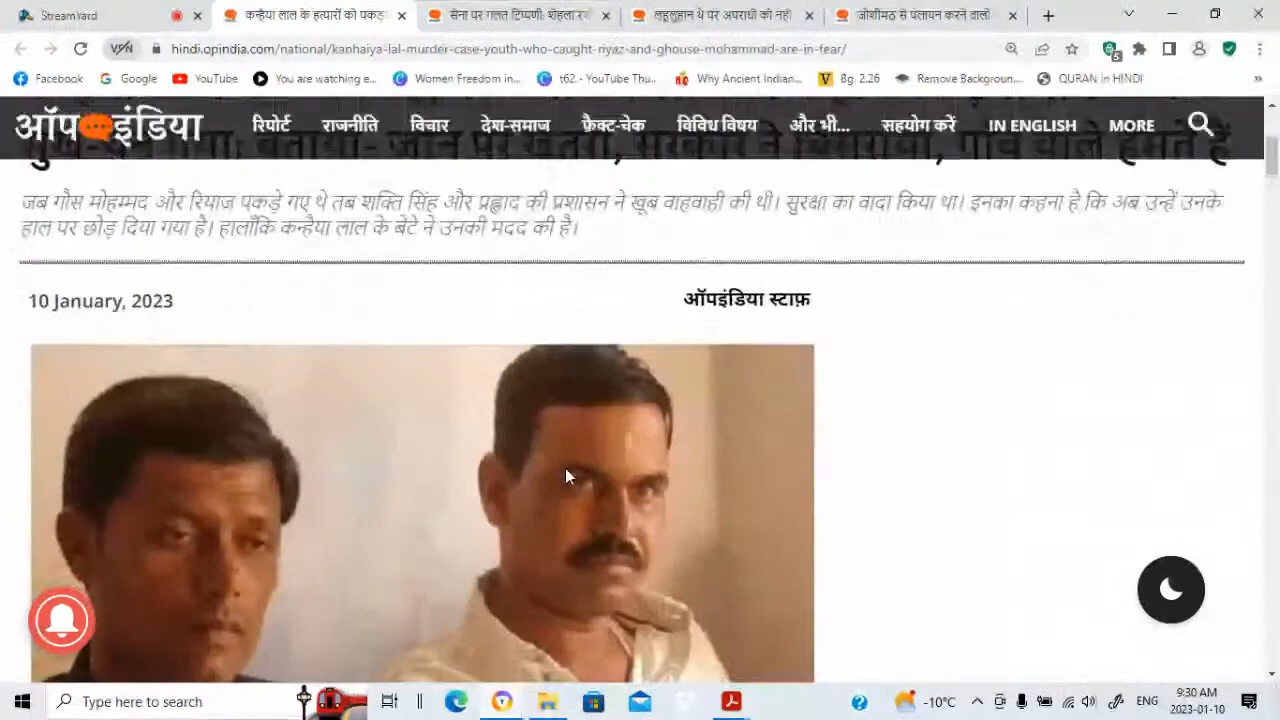 StreamYard
कन्हैया लाल के हत्यारों को पकड़
सेना पर गलत टिप्पणी: शेहला रशी
लहूलुहान थे पर अपराधी को नहीं
जोशीमठ से पलायन करने वालों
VPN
hindi.opindia.com/national/kanhaiya-lal-murder-case-youth-who-caught-riyaz-and-ghouse-mohammad-are-in-fear/
5
Facebook
Google
YouTube
You are watching e...
Women Freedom in...
t62 - YouTube Thu...
Why Ancient Indian...
V Bg. 2.26
Remove Backgroun...
QURAN in HINDI
»
ऑपइंडिया
रिपोर्ट
राजनीति
विचार
देश-समाज
फ़ैक्ट-चेक
विविध विषय
और भी...
सहयोग करें
IN ENGLISH
MORE
गाँव वाले हँसते हैं
जब गौस मोहम्मद और रियाज पकड़े गए थे तब शक्ति सिंह और प्रह्लाद की प्रशासन ने खूब वाहवाही की थी। सुरक्षा का वादा किया था। इनका कहना है कि अब उन्हें उनके
हाल पर छोड़ दिया गया है। हालाँकि कन्हैया लाल के बेटे ने उनकी मदद की है।
10 January, 2023
ऑपइंडिया स्टाफ़
Type here to search
-10°C
ENG
9:30 AM
2023-01-10